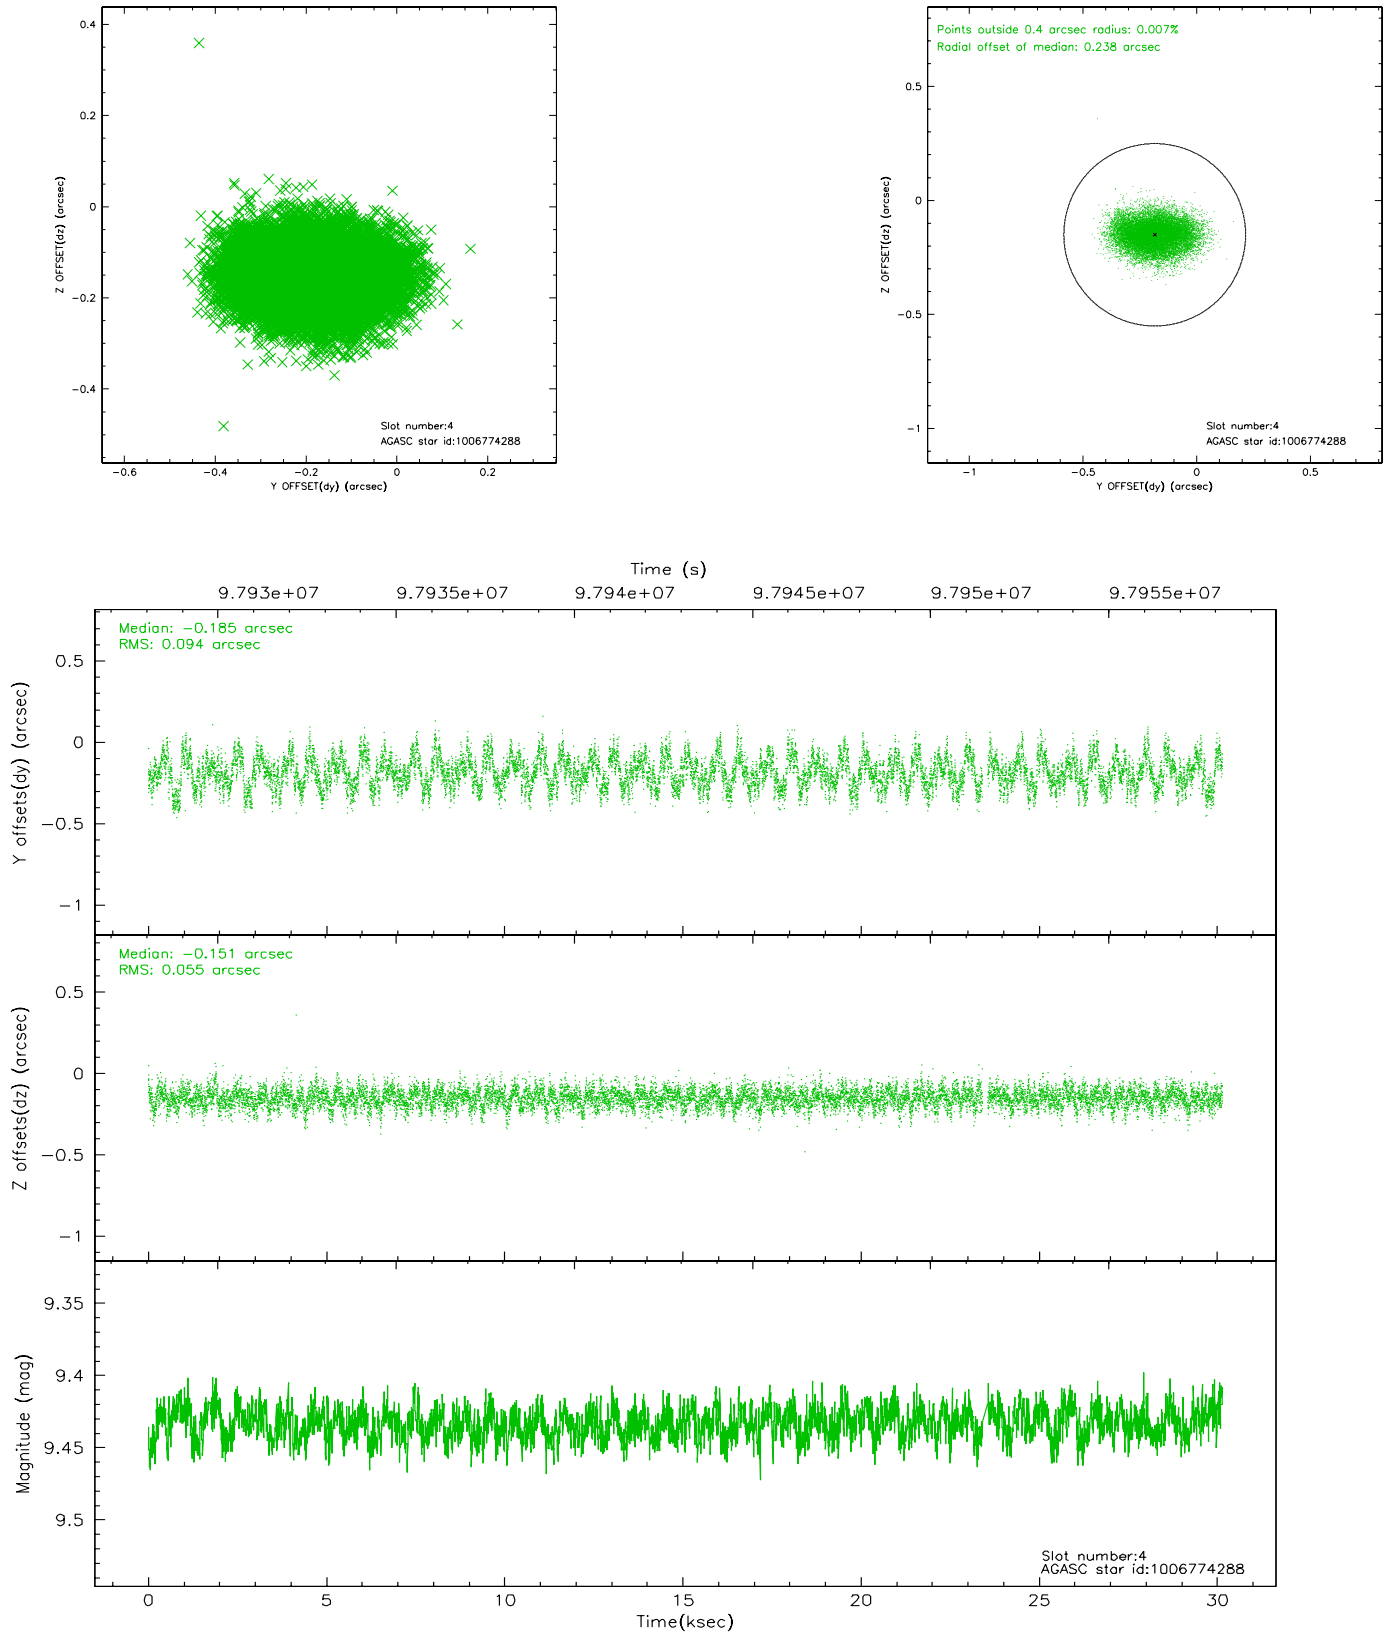 0.4
0.2
0
−0.2
−0.4
Z OFFSET(dz) (arcsec)
Slot number:4
AGASC star id:1006774288
−0.6 −0.4 −0.2 0 0.2
Y OFFSET(dy) (arcsec)
Points outside 0.4 arcsec radius: 0.007%
Radial offset of median: 0.238 arcsec
0.5
0
−0.5
−1
Z OFFSET(dz) (arcsec)
Slot number:4
AGASC star id:1006774288
−1 −0.5 0 0.5
Y OFFSET(dy) (arcsec)
Time (s)
9.793e+07 9.7935e+07 9.794e+07 9.7945e+07 9.795e+07 9.7955e+07
Median: −0.185 arcsec
RMS: 0.094 arcsec
0.5
0
−0.5
−1
Y offsets(dy) (arcsec)
Median: −0.151 arcsec
RMS: 0.055 arcsec
0.5
0
−0.5
−1
Z offsets(dz) (arcsec)
9.35
9.4
9.45
9.5
Magnitude (mag)
Slot number:4
AGASC star id:1006774288
0 5 10 15 20 25 30
Time(ksec)